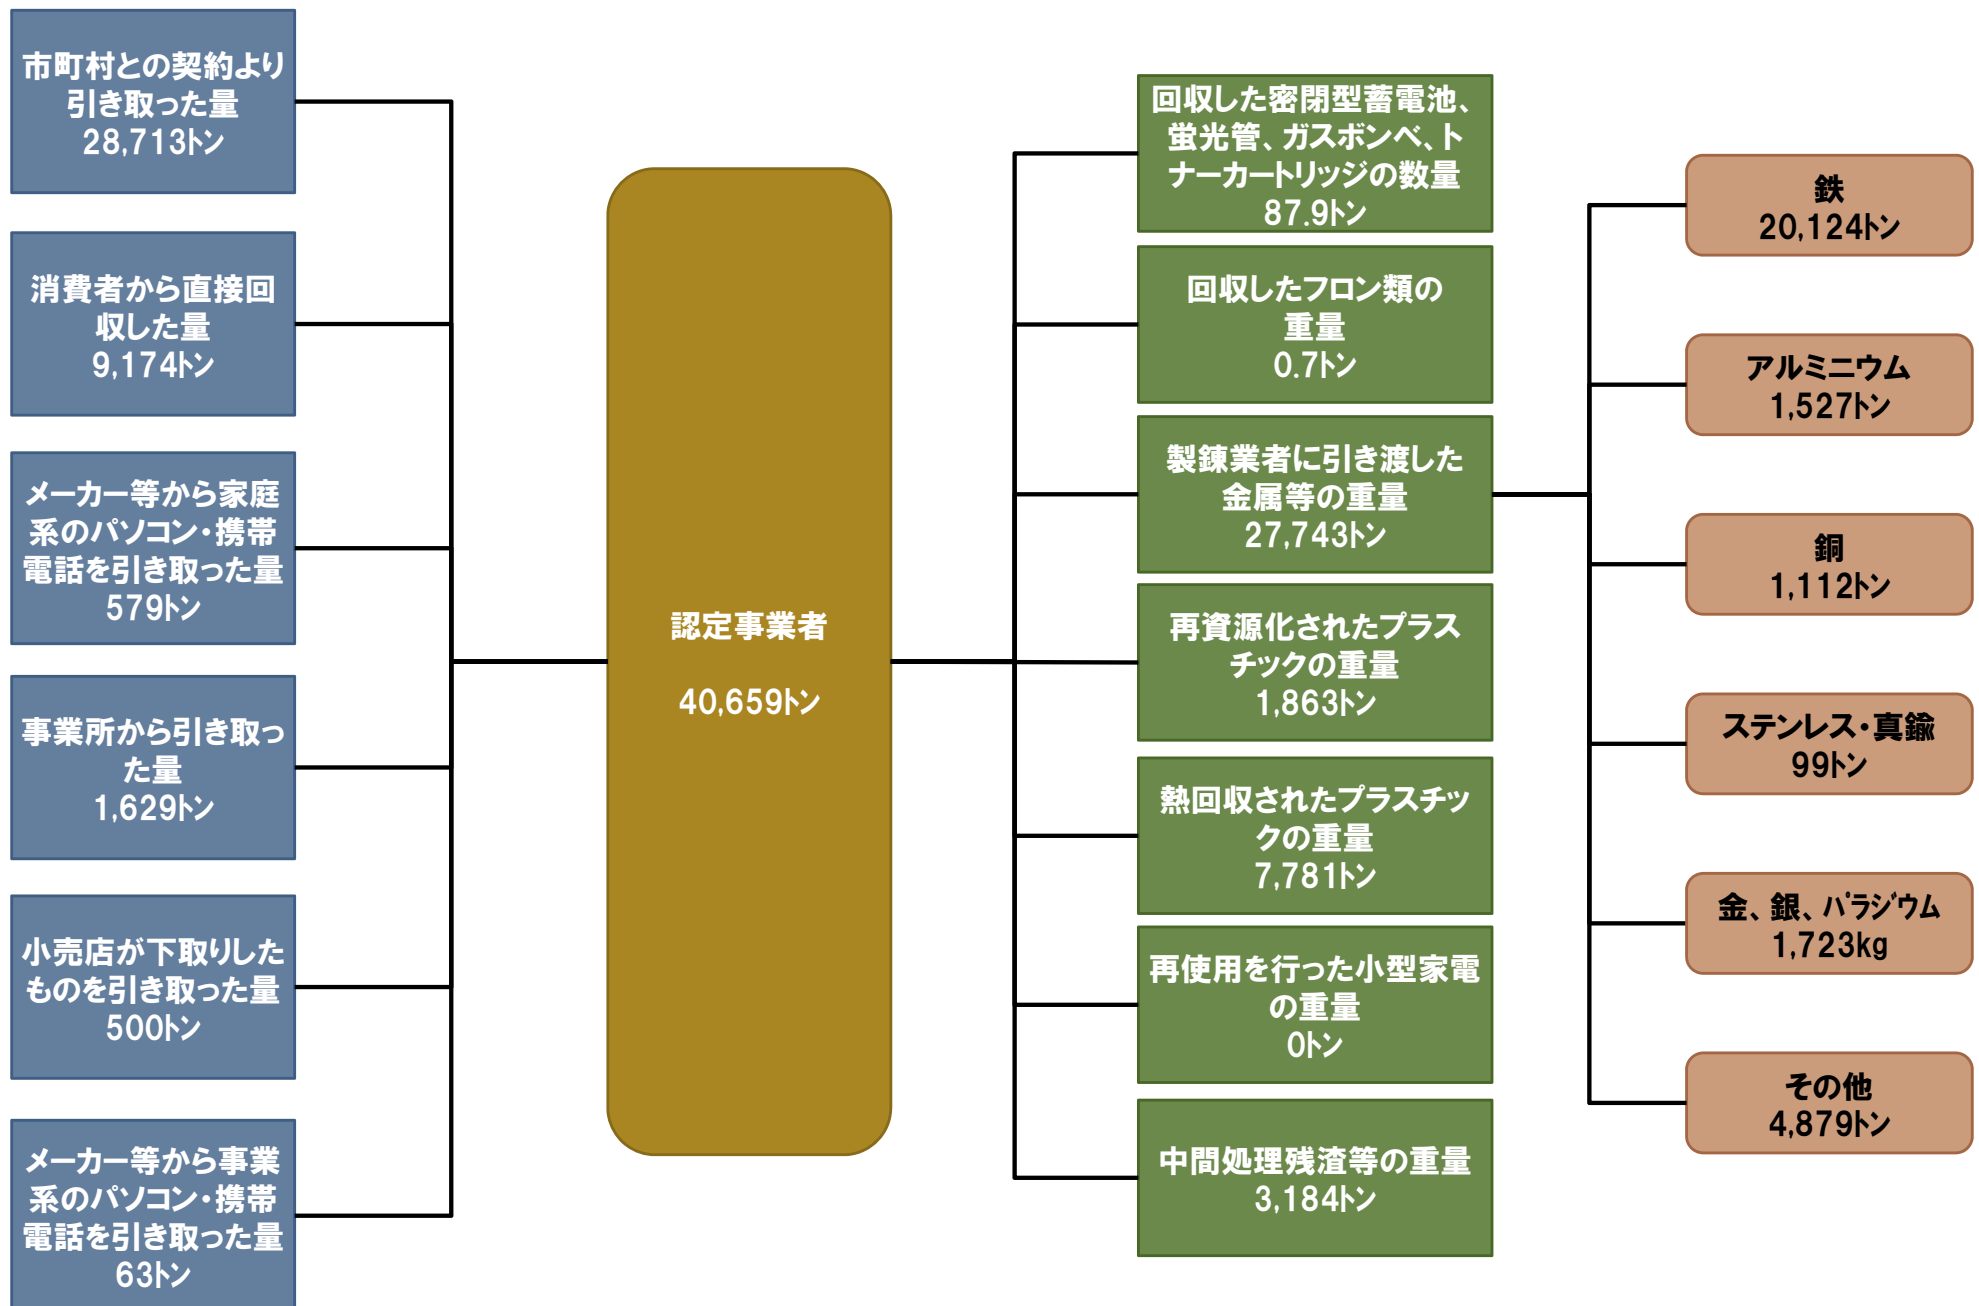 市町村との契約より
引き取った量
28,713トン
消費者から直接回
収した量
9,174トン
メーカー等から家庭
系のパソコン・携帯
電話を引き取った量
579トン
事業所から引き取っ
た量
1,629トン
小売店が下取りした
ものを引き取った量
500トン
メーカー等から事業
系のパソコン・携帯
電話を引き取った量
63トン
認定事業者
40,659トン
回収した密閉型蓄電池、
蛍光管、ガスボンベ、ト
ナーカートリッジの数量
87.9トン
回収したフロン類の
重量
0.7トン
製錬業者に引き渡した
金属等の重量
27,743トン
再資源化されたプラス
チックの重量
1,863トン
熱回収されたプラスチッ
クの重量
7,781トン
再使用を行った小型家電
の重量
0トン
中間処理残渣等の重量
3,184トン
鉄
20,124トン
アルミニウム
1,527トン
銅
1,112トン
ステンレス・真鍮
99トン
金、銀、パラジウム
1,723kg
その他
4,879トン